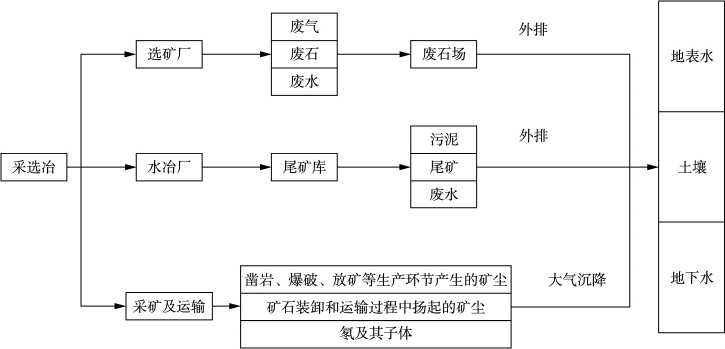 外排
废气
选矿厂
废石
废石场
地表水
废水
污泥
外排
采选冶
水冶厂
尾矿库
尾矿
土壤
废水
凿岩、爆破、放矿等生产环节产生的矿尘
大气沉降
地下水
采矿及运输
矿石装卸和运输过程中扬起的矿尘
氡及其子体